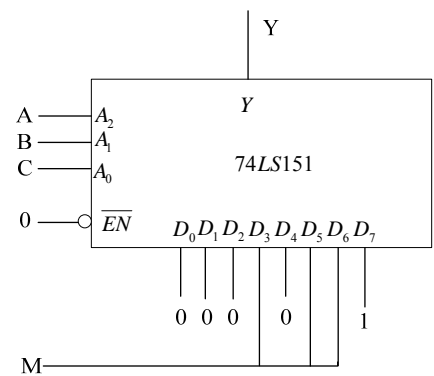 Y
Y
A A₂
B A₁
C A₀
74LS151
0 \overline{EN}
D₀ D₁ D₂ D₃ D₄ D₅ D₆ D₇
0 0 0 0 1
M